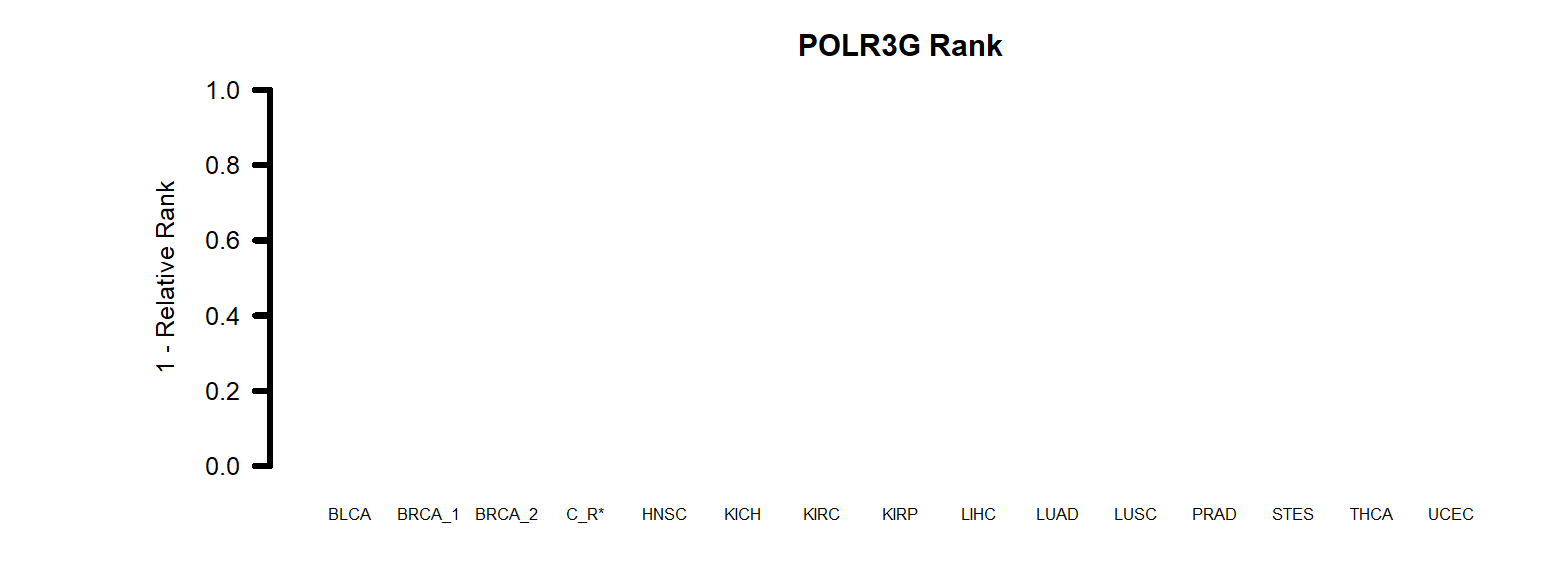 POLR3G Rank
1 - Relative Rank
1.0
0.8
0.6
0.4
0.2
0.0
BLCA BRCA_1 BRCA_2 C_R* HNSC KICH KIRC KIRP LIHC LUAD LUSC PRAD STES THCA UCEC